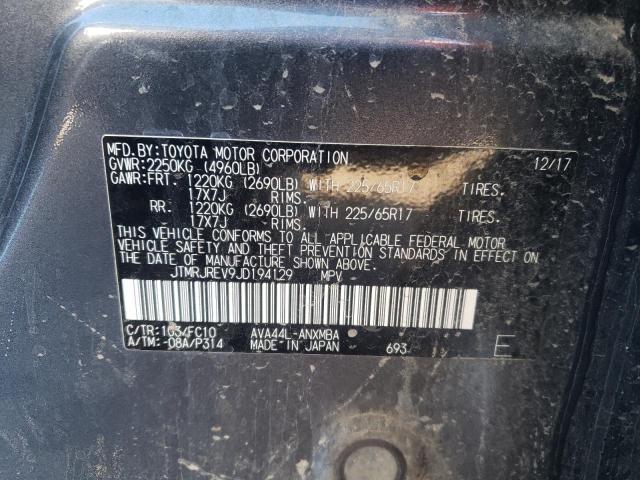 MFD.BY:TOYOTA MOTOR CORPORATION 12/17
GVWR:2250KG (4960LB)
GAWR:FRT. 1220KG (2690LB) WITH 225/65R17 TIRES.
17X7J RIMS.
RR. 1220KG (2690LB) WITH 225/65R17 TIRES.
17X7J RIMS.
THIS VEHICLE CONFORMS TO ALL APPLICABLE FEDERAL MOTOR
VEHICLE SAFETY AND THEFT PREVENTION STANDARDS IN EFFECT ON
THE DATE OF MANUFACTURE SHOWN ABOVE.
JTMRJREV9JD194129 MPV
C/TR:1G3/FC10 AVA44L-ANXMBA
A/TM:-08A/P314 MADE IN JAPAN 693 E